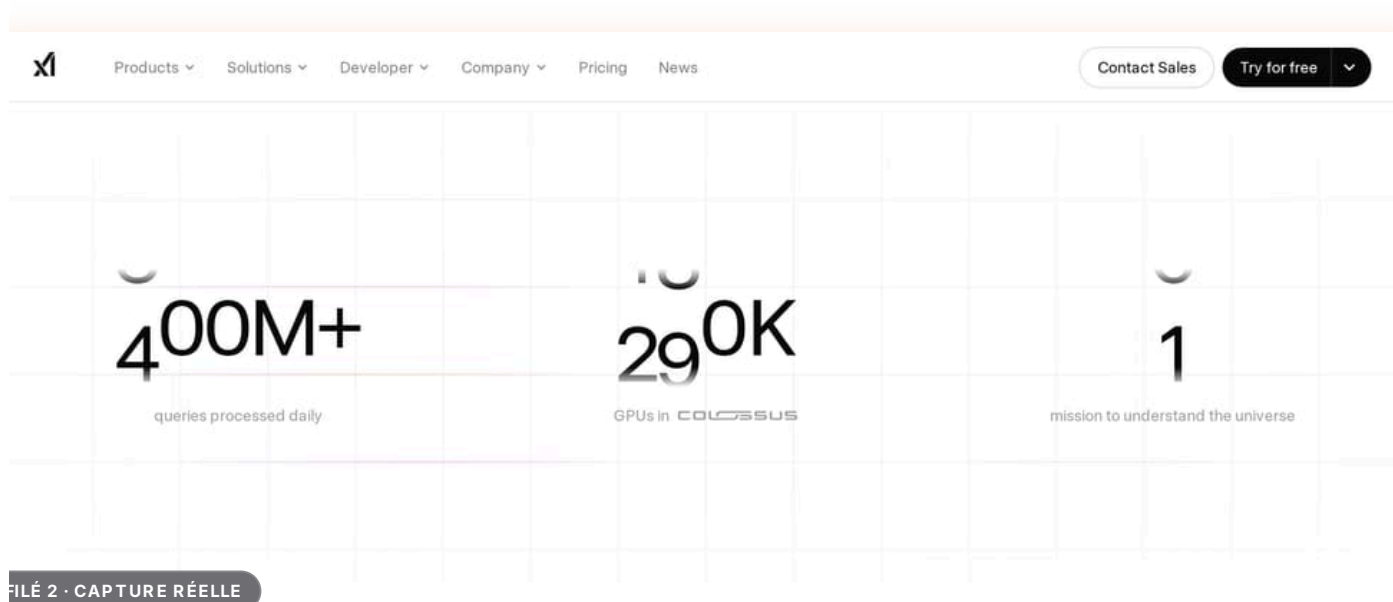 xAI
Products Solutions Developer Company Pricing News Contact Sales Try for free
400M+ 290K 1
queries processed daily GPUs in COLOSSUS mission to understand the universe
FILÉ 2 · CAPTURE RÉELLE